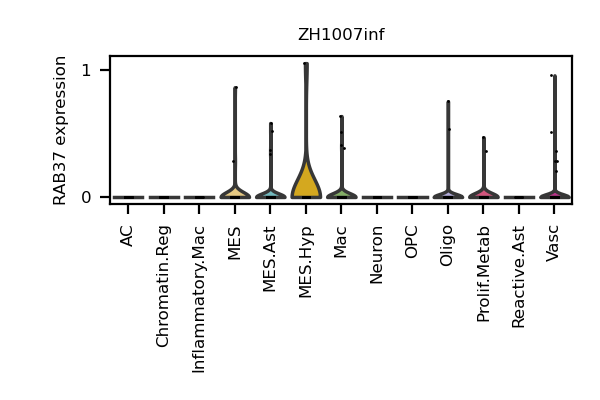 ZH1007inf
RAB37 expression
1
0
AC
Chromatin.Reg
Inflammatory.Mac
MES
MES.Ast
MES.Hyp
Mac
Neuron
OPC
Oligo
Prolif.Metab
Reactive.Ast
Vasc